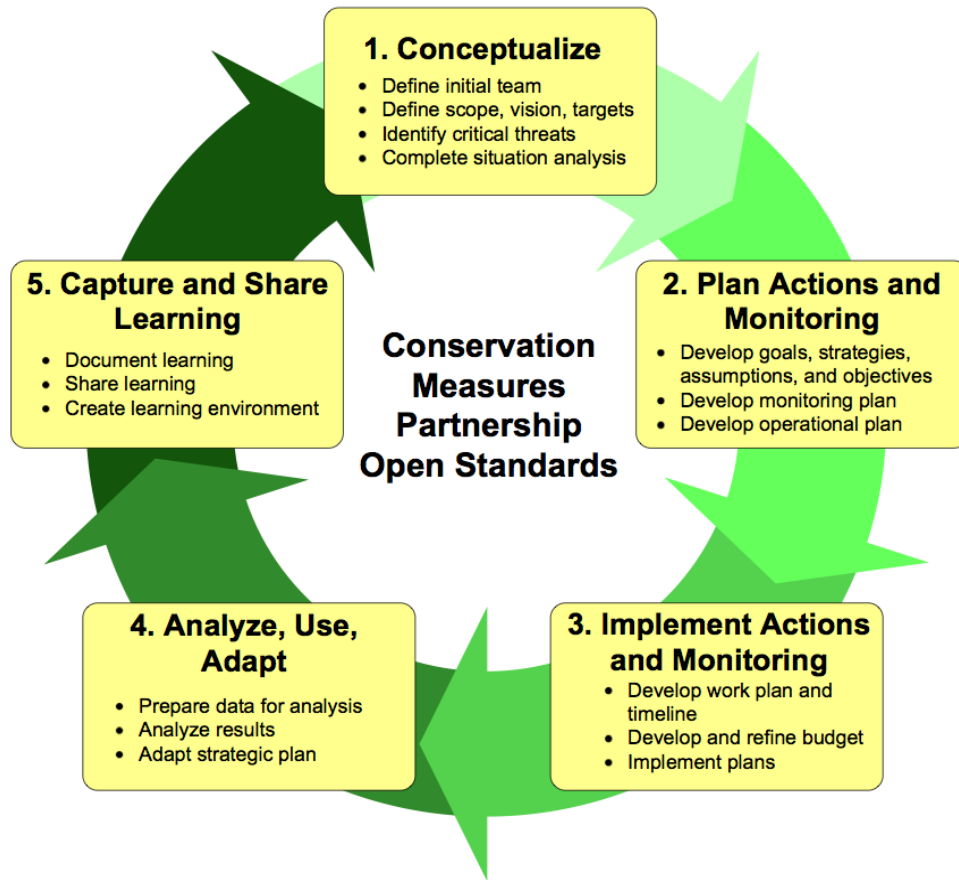 1. Conceptualize
• Define initial team
• Define scope, vision, targets
• Identify critical threats
• Complete situation analysis
2. Plan Actions and
Monitoring
• Develop goals, strategies,
assumptions, and objectives
• Develop monitoring plan
• Develop operational plan
3. Implement Actions
and Monitoring
• Develop work plan and
timeline
• Develop and refine budget
• Implement plans
4. Analyze, Use,
Adapt
• Prepare data for analysis
• Analyze results
• Adapt strategic plan
5. Capture and Share
Learning
• Document learning
• Share learning
• Create learning environment
Conservation
Measures
Partnership
Open Standards